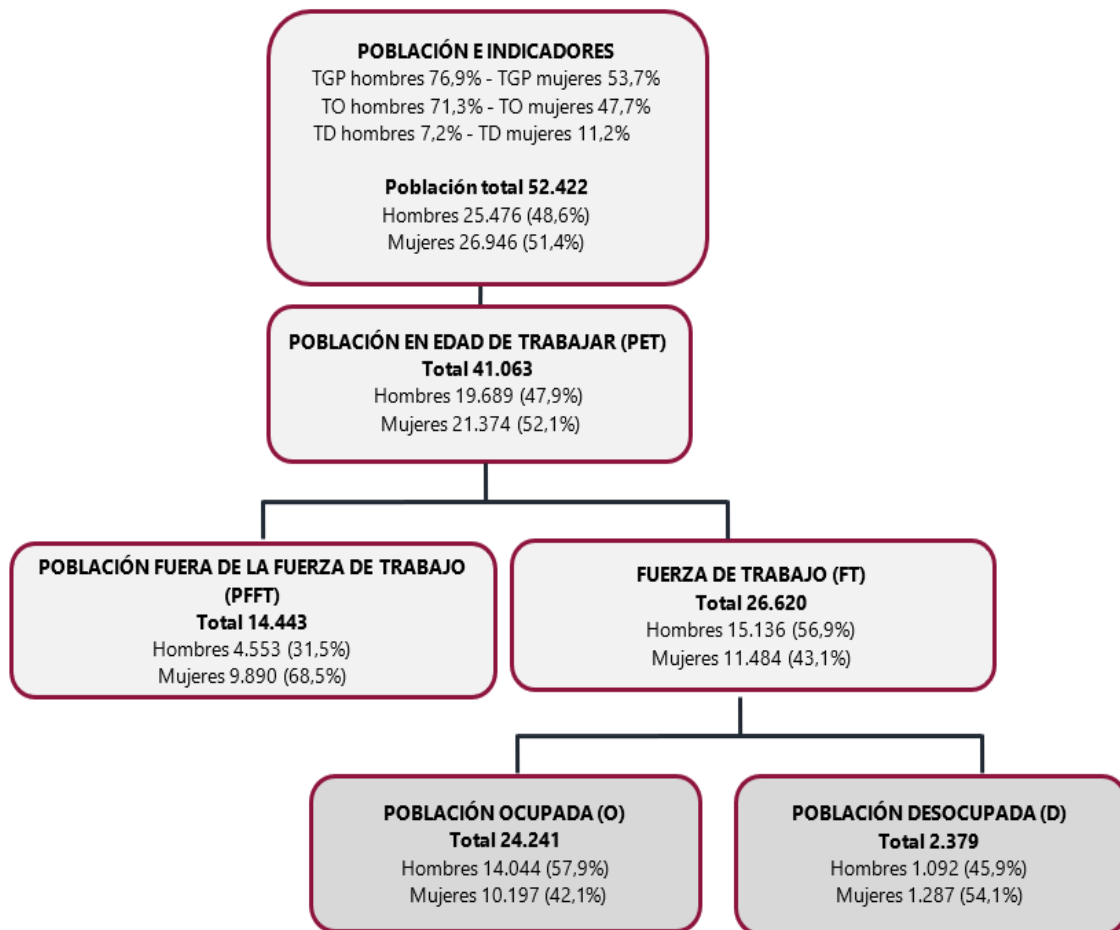 POBLACIÓN E INDICADORES
TGP hombres 76,9% - TGP mujeres 53,7%
TO hombres 71,3% - TO mujeres 47,7%
TD hombres 7,2% - TD mujeres 11,2%
Población total 52.422
Hombres 25.476 (48,6%)
Mujeres 26.946 (51,4%)
POBLACIÓN EN EDAD DE TRABAJAR (PET)
Total 41.063
Hombres 19.689 (47,9%)
Mujeres 21.374 (52,1%)
POBLACIÓN FUERA DE LA FUERZA DE TRABAJO
(PFFT)
Total 14.443
Hombres 4.553 (31,5%)
Mujeres 9.890 (68,5%)
FUERZA DE TRABAJO (FT)
Total 26.620
Hombres 15.136 (56,9%)
Mujeres 11.484 (43,1%)
POBLACIÓN OCUPADA (O)
Total 24.241
Hombres 14.044 (57,9%)
Mujeres 10.197 (42,1%)
POBLACIÓN DESOCUPADA (D)
Total 2.379
Hombres 1.092 (45,9%)
Mujeres 1.287 (54,1%)